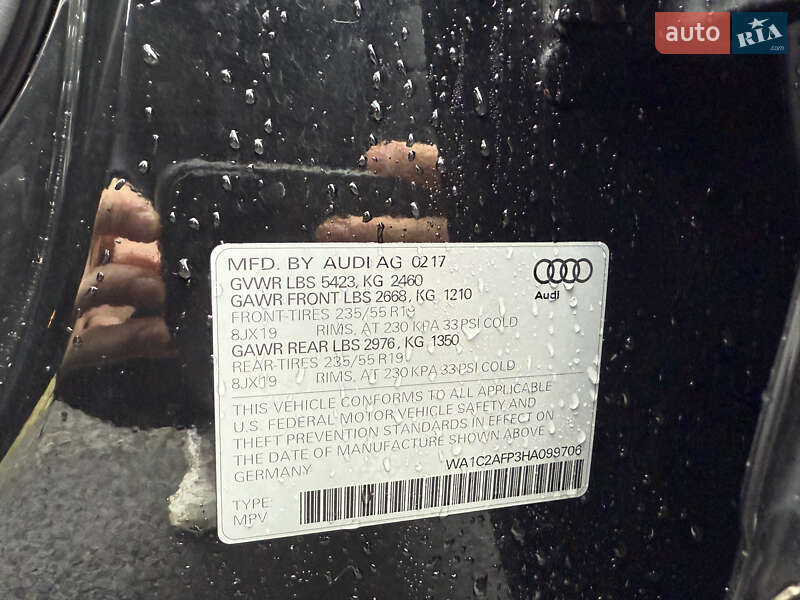 auto RIA
.com
MFD. BY AUDI AG 0217
GVWR LBS 5423, KG 2460
GAWR FRONT LBS 2668, KG 1210
FRONT-TIRES 235/55 R19
8JX19 RIMS, AT 230 KPA 33 PSI COLD
GAWR REAR LBS 2976, KG 1350
REAR-TIRES 235/55 R19
8JX19 RIMS, AT 230 KPA 33 PSI COLD
Audi
THIS VEHICLE CONFORMS TO ALL APPLICABLE
U.S. FEDERAL MOTOR VEHICLE SAFETY AND
THEFT PREVENTION STANDARDS IN EFFECT ON
THE DATE OF MANUFACTURE SHOWN ABOVE
GERMANY
WA1C2AFP3HA099706
TYPE:
MPV